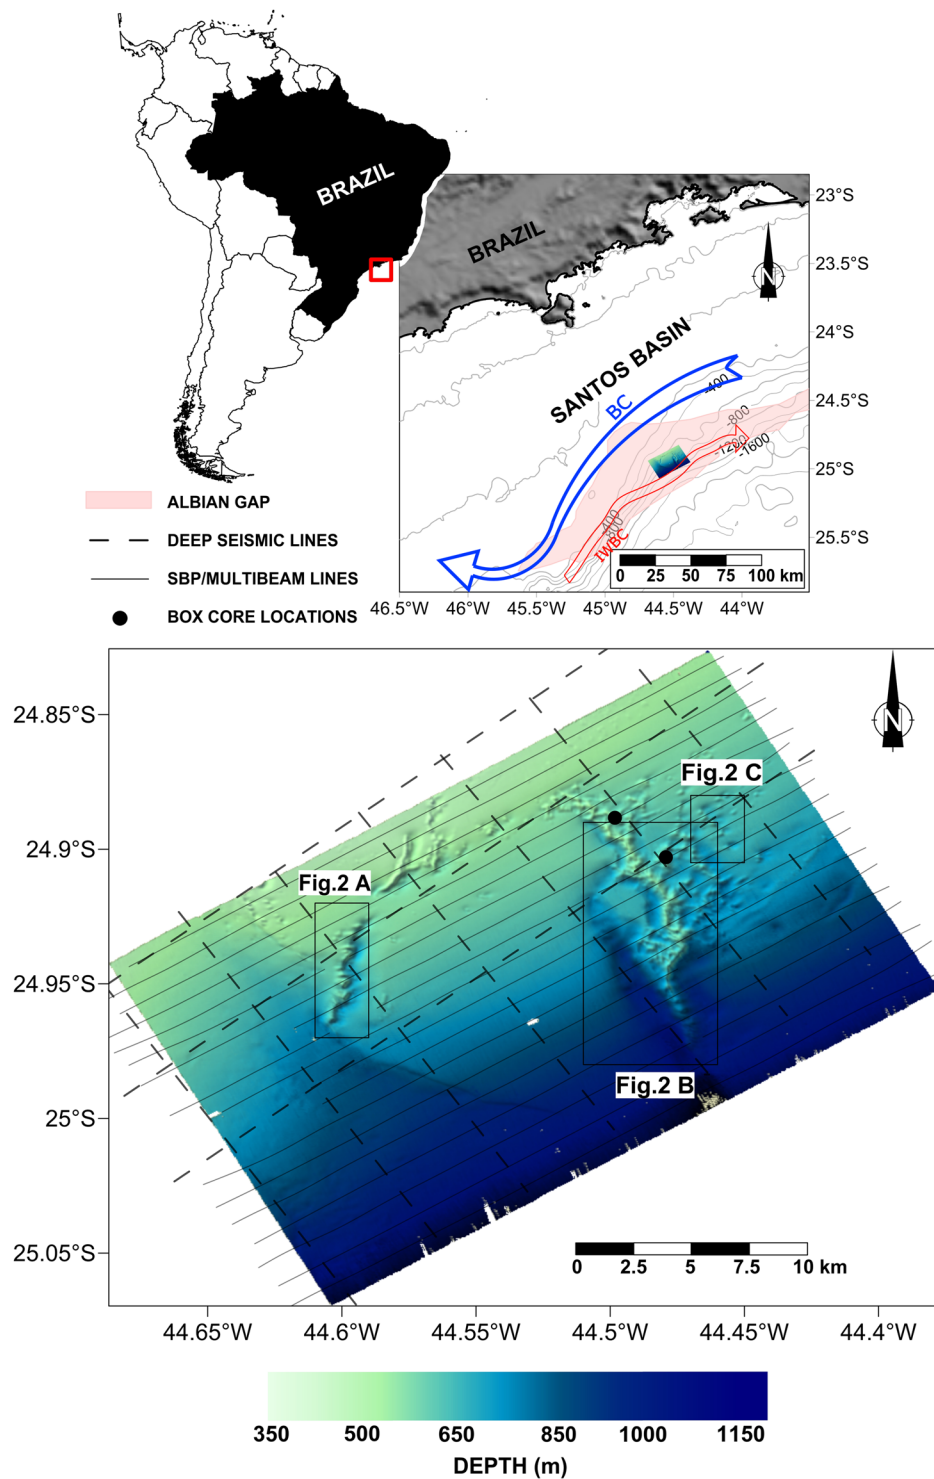 BRAZIL
BRAZIL
23°S
23.5°S
24°S
24.5°S
25°S
25.5°S
N
SANTOS BASIN
BC
-400
-800
-1200
-1600
-400
-800
IWBC
0 25 50 75 100 km
46.5°W 46°W 45.5°W 45°W 44.5°W 44°W
ALBIAN GAP
DEEP SEISMIC LINES
SBP/MULTIBEAM LINES
BOX CORE LOCATIONS
24.85°S
24.9°S
24.95°S
25°S
25.05°S
N
Fig.2 C
Fig.2 A
Fig.2 B
0 2.5 5 7.5 10 km
44.65°W 44.6°W 44.55°W 44.5°W 44.45°W 44.4°W
350 500 650 850 1000 1150
DEPTH (m)